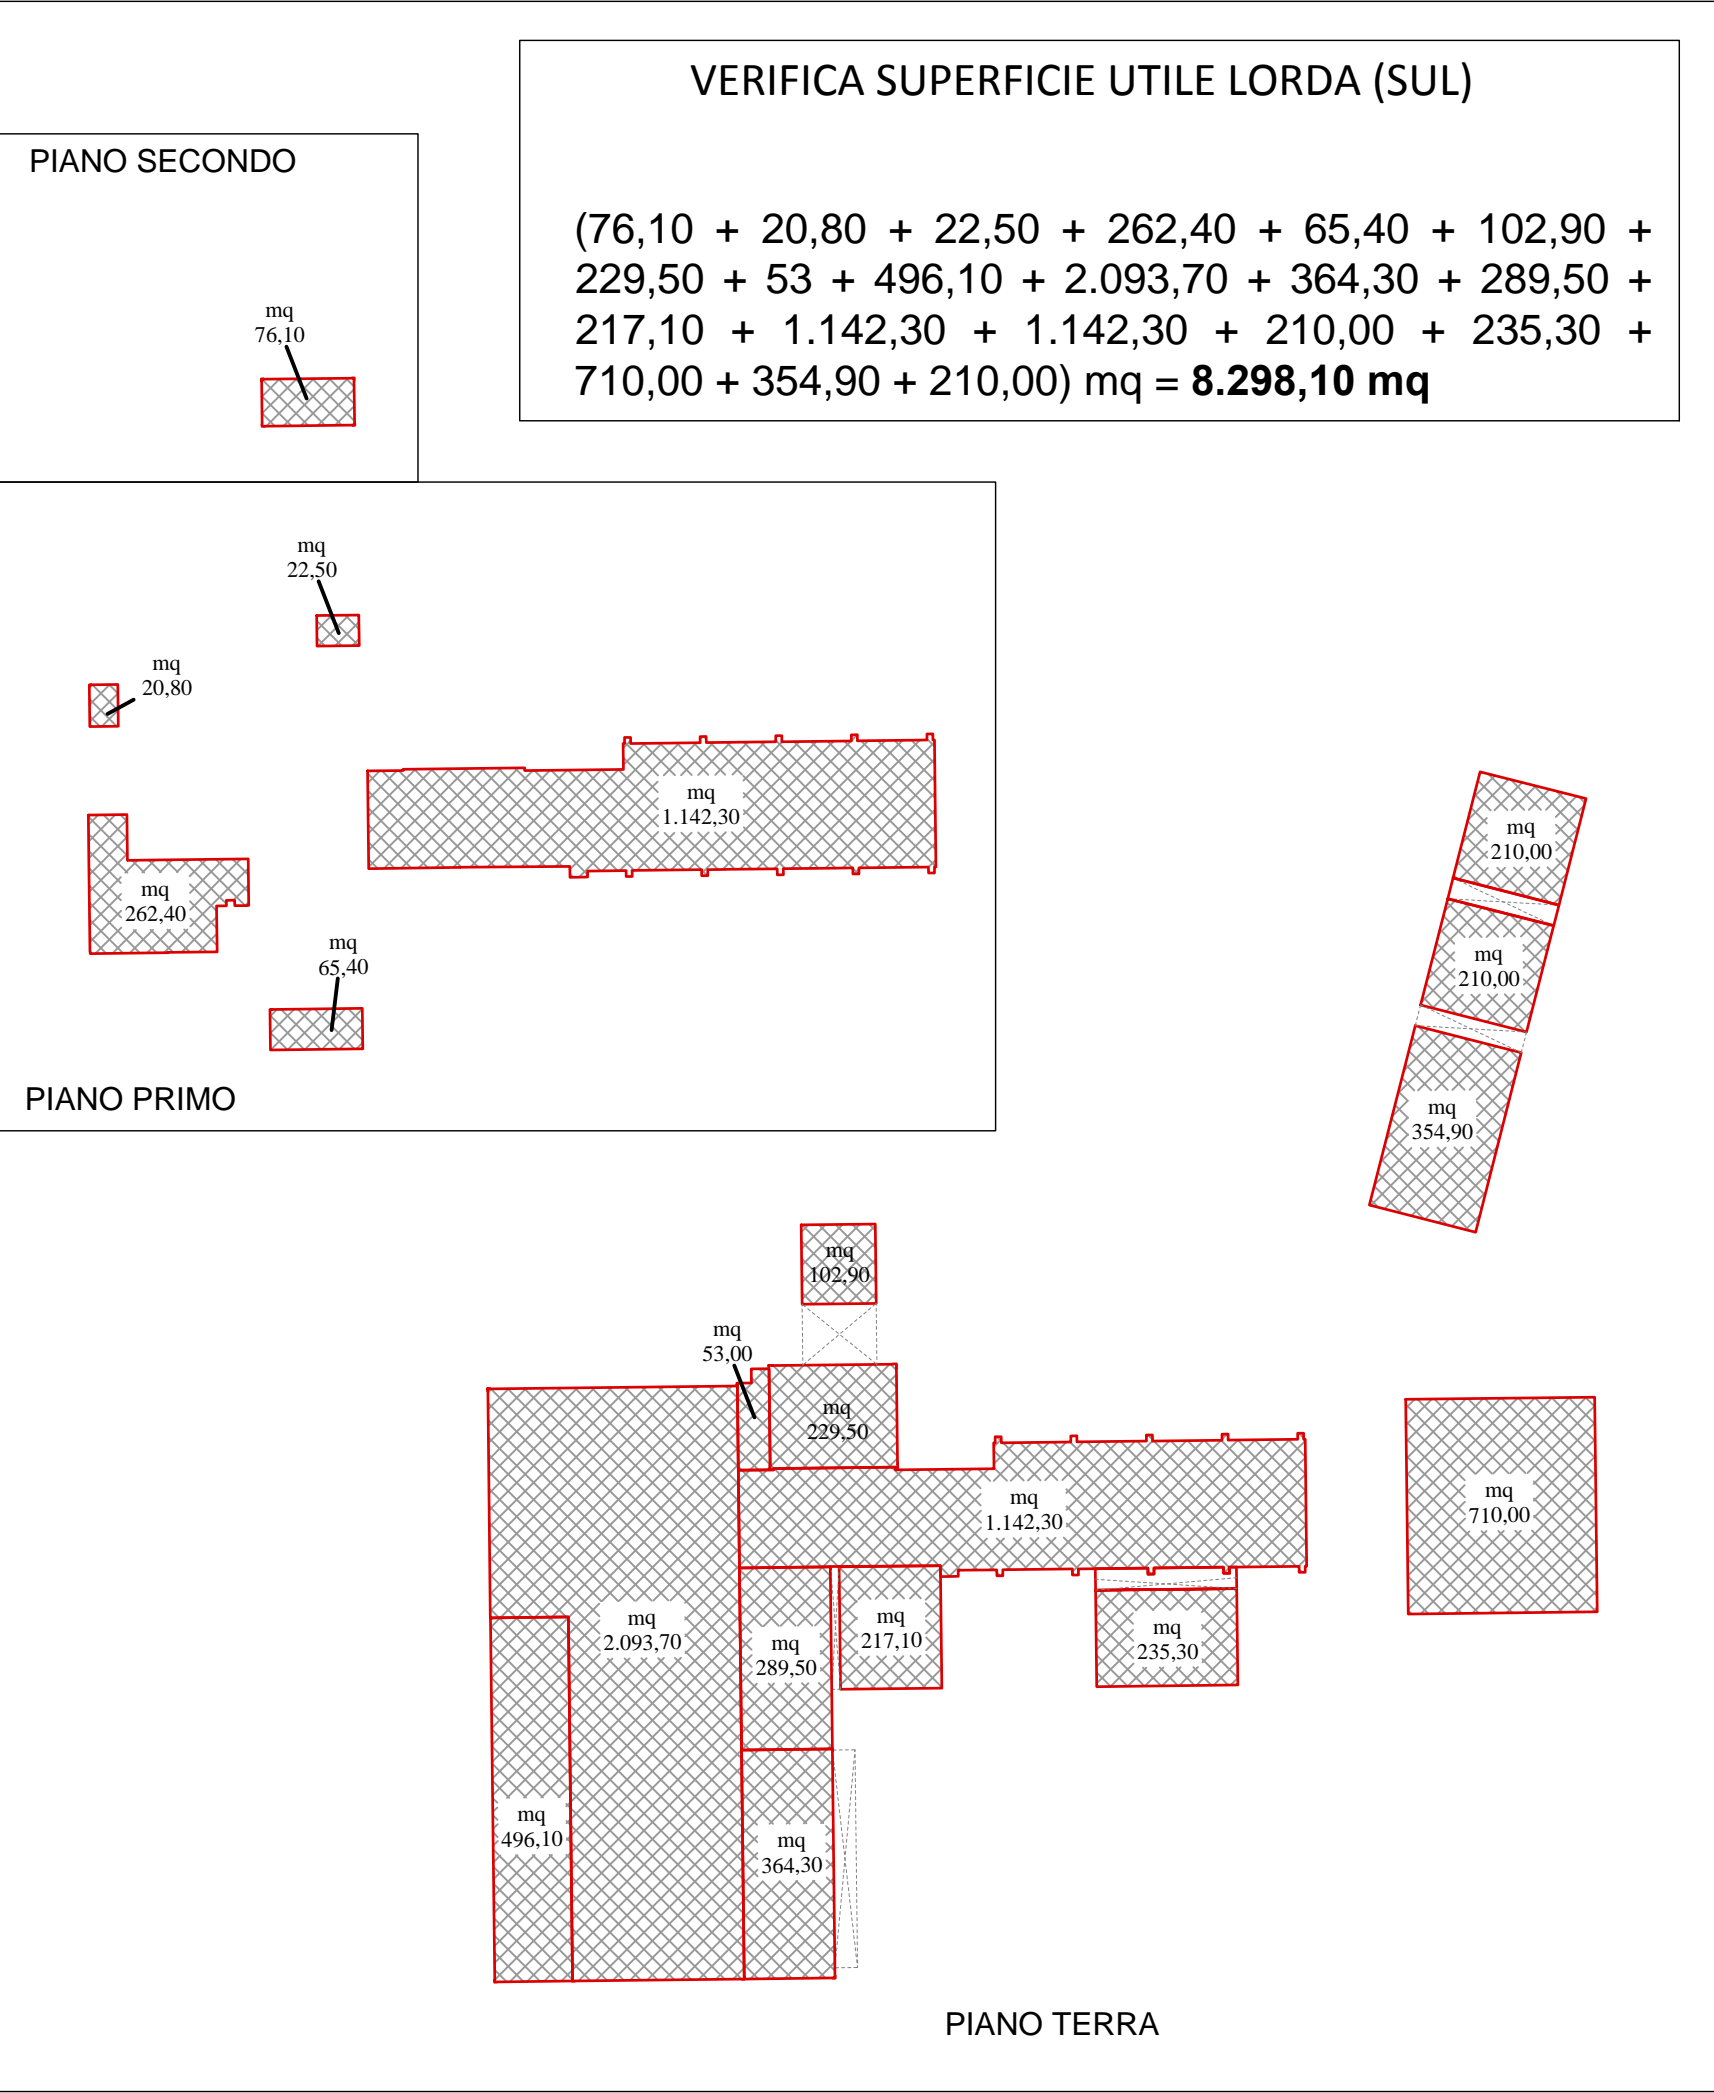 VERIFICA SUPERFICIE UTILE LORDA (SUL)
(76,10 + 20,80 + 22,50 + 262,40 + 65,40 + 102,90 +
229,50 + 53 + 496,10 + 2.093,70 + 364,30 + 289,50 +
217,10 + 1.142,30 + 1.142,30 + 210,00 + 235,30 +
710,00 + 354,90 + 210,00) mq = 8.298,10 mq
PIANO SECONDO
mq
76,10
mq
22,50
mq
20,80
mq
1.142,30
mq
262,40
mq
65,40
PIANO PRIMO
mq
210,00
mq
210,00
mq
354,90
mq
102,90
mq
53,00
mq
229,50
mq
1.142,30
mq
710,00
mq
2.093,70
mq
289,50
mq
217,10
mq
235,30
mq
496,10
mq
364,30
PIANO TERRA